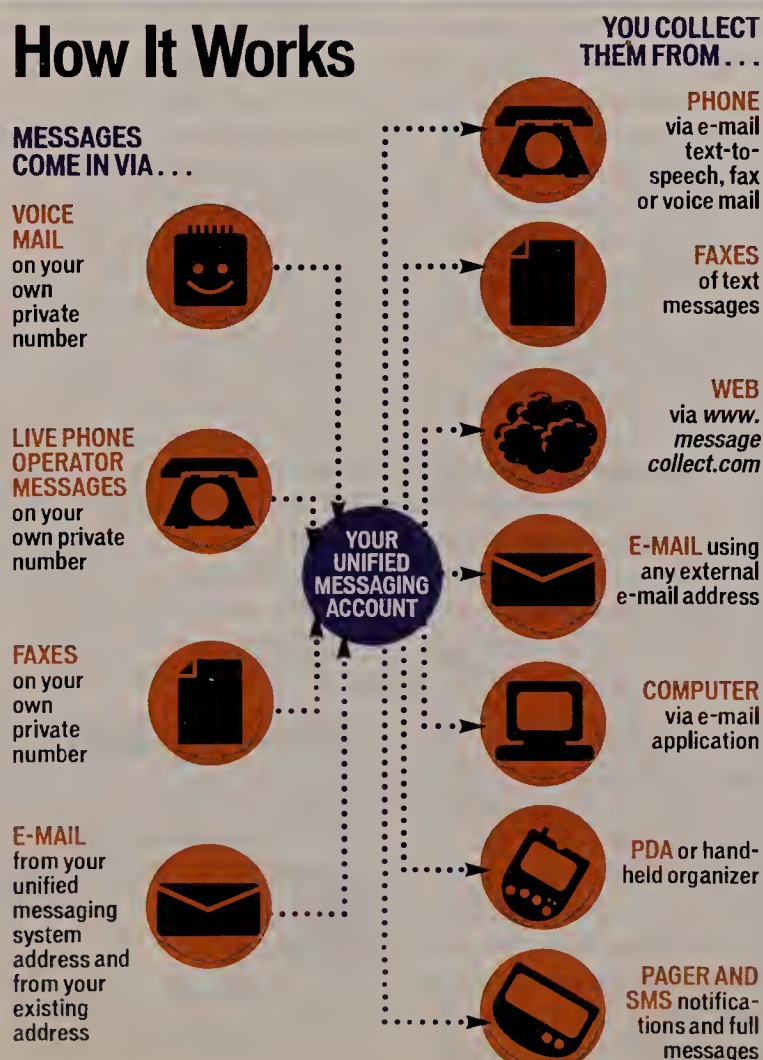 How It Works
MESSAGES
COME IN VIA...
VOICE
MAIL
on your
own
private
number
LIVE PHONE
OPERATOR
MESSAGES
on your
own private
number
FAXES
on your
own
private
number
E-MAIL
from your
unified
messaging
system
address and
from your
existing
address
YOUR
UNIFIED
MESSAGING
ACCOUNT
YOU COLLECT
THEM FROM...
PHONE
via e-mail
text-to-
speech, fax
or voice mail
FAXES
of text
messages
WEB
via www.
message
collect.com
E-MAIL using
any external
e-mail address
COMPUTER
via e-mail
application
PDA or hand-
held organizer
PAGER AND
SMS notifica-
tions and full
messages